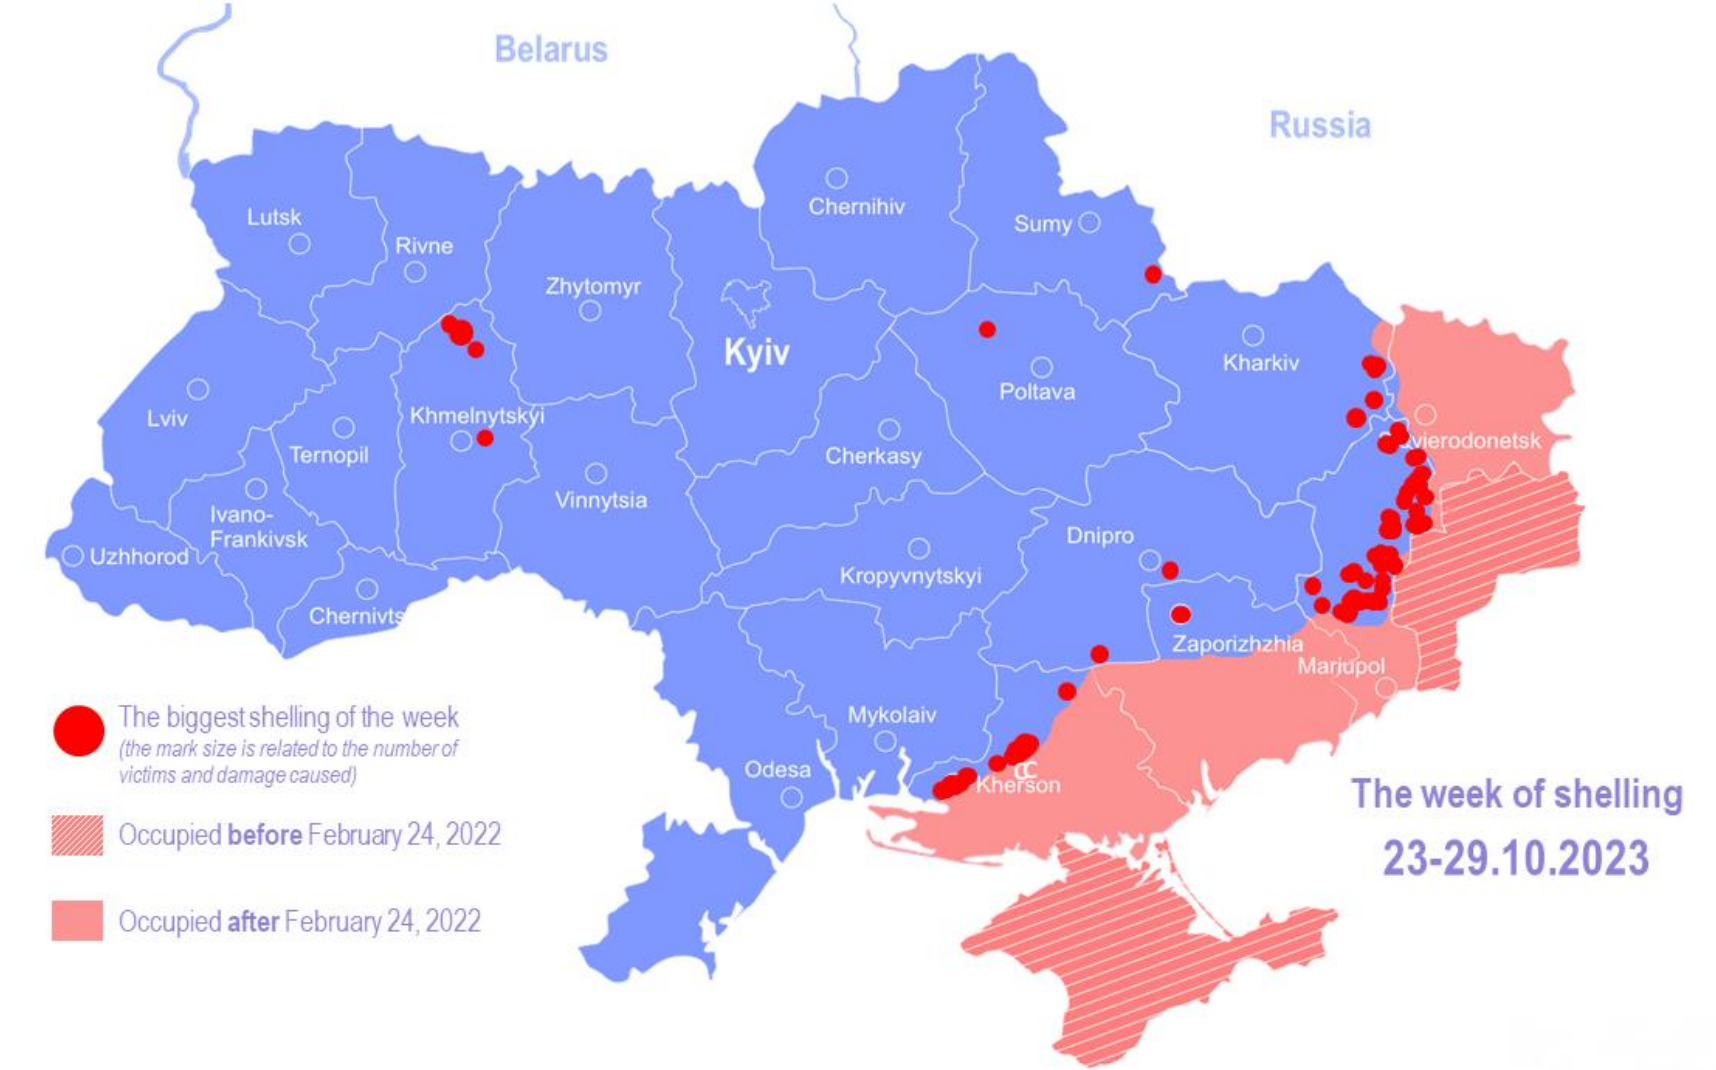 Belarus
Russia
Chernihiv
Sumy
Lutsk
Rivne
Zhytomyr
Kyiv
Kharkiv
Poltava
Lviv
Khmelnytskyi
Ternopil
Cherkasy
vierodonetsk
Vinnytsia
Ivano-
Frankivsk
Dnipro
Uzhhorod
Kropyvnytskyi
Chernivts
Zaporizhzhia
Mariupol
Mykolaiv
Odesa
Kherson
The biggest shelling of the week
(the mark size is related to the number of
victims and damage caused)
Occupied before February 24, 2022
Occupied after February 24, 2022
The week of shelling
23-29.10.2023